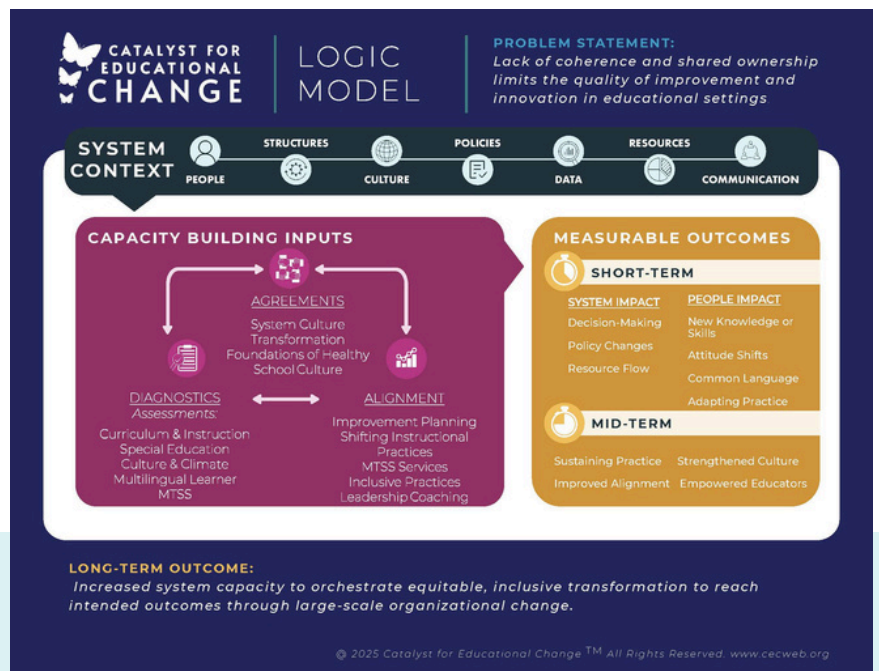 CATALYST FOR
EDUCATIONAL
CHANGE
LOGIC
MODEL
PROBLEM STATEMENT:
Lack of coherence and shared ownership
limits the quality of improvement and
innovation in educational settings.
SYSTEM
CONTEXT
PEOPLE
STRUCTURES
CULTURE
POLICIES
DATA
RESOURCES
COMMUNICATION
CAPACITY BUILDING INPUTS
AGREEMENTS
System Culture
Transformation
Foundations of Healthy
School Culture
DIAGNOSTICS
Assessments:
Curriculum & Instruction
Special Education
Culture & Climate
Multilingual Learner
MTSS
ALIGNMENT
Improvement Planning
Shifting Instructional
Practices
MTSS Services
Inclusive Practices
Leadership Coaching
MEASURABLE OUTCOMES
SHORT-TERM
SYSTEM IMPACT
Decision-Making
Policy Changes
Resource Flow
PEOPLE IMPACT
New Knowledge or
Skills
Attitude Shifts
Common Language
Adapting Practice
MID-TERM
Sustaining Practice
Strengthened Culture
Improved Alignment
Empowered Educators
LONG-TERM OUTCOME:
Increased system capacity to orchestrate equitable, inclusive transformation to reach
intended outcomes through large-scale organizational change.
@ 2025 Catalyst for Educational Change TM All Rights Reserved. www.cecweb.org